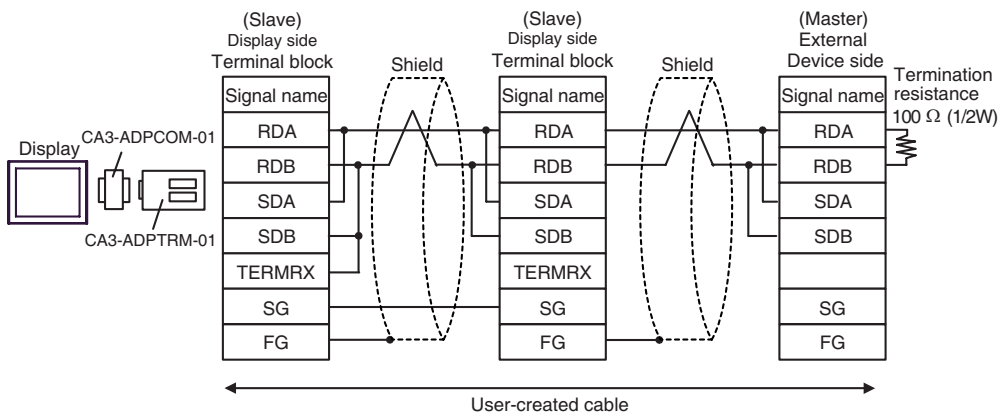 (Slave)
Display side
Terminal block
Shield
(Slave)
Display side
Terminal block
Shield
(Master)
External
Device side
Termination
resistance
100 Ω (1/2W)
Display
CA3-ADPCOM-01
CA3-ADPTRM-01
Signal name
RDA
RDB
SDA
SDB
TERMRX
SG
FG
Signal name
RDA
RDB
SDA
SDB
TERMRX
SG
FG
Signal name
RDA
RDB
SDA
SDB
SG
FG
User-created cable